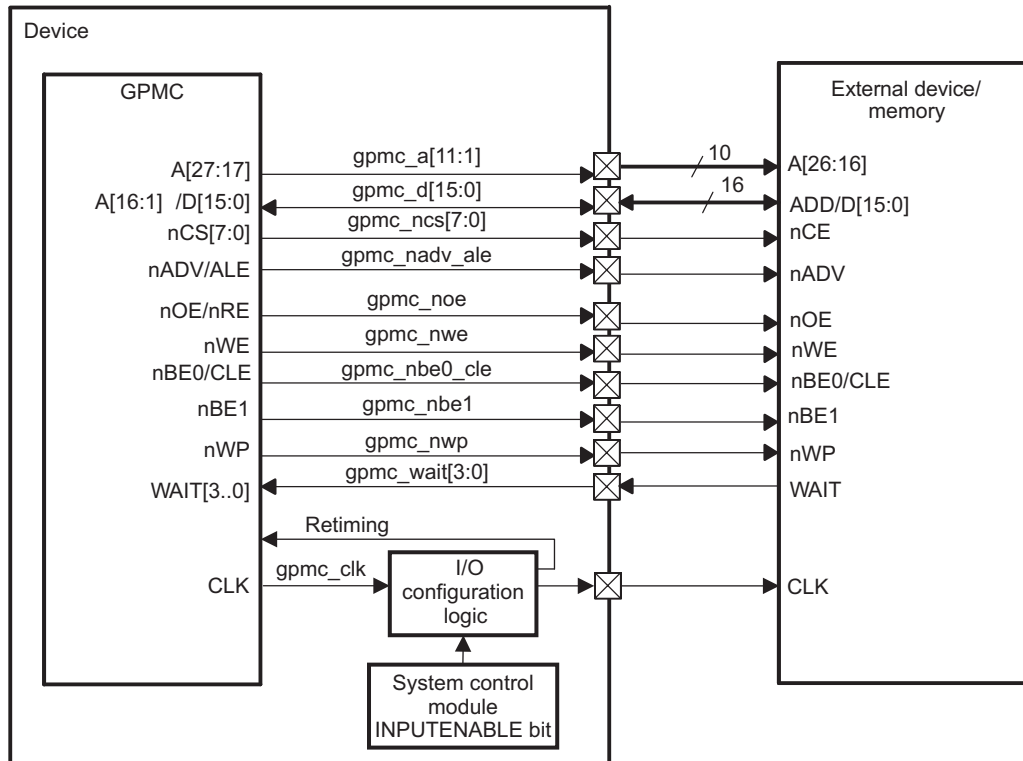 Device
GPMC
External device/
memory
A[27:17]
gpmc_a[11:1]
10
A[26:16]
A[16:1] /D[15:0]
gpmc_d[15:0]
16
ADD/D[15:0]
nCS[7:0]
gpmc_ncs[7:0]
nCE
nADV/ALE
gpmc_nadv_ale
nADV
nOE/nRE
gpmc_noe
nOE
nWE
gpmc_nwe
nWE
nBE0/CLE
gpmc_nbe0_cle
nBE0/CLE
nBE1
gpmc_nbe1
nBE1
nWP
gpmc_nwp
nWP
WAIT[3..0]
gpmc_wait[3:0]
WAIT
Retiming
CLK
gpmc_clk
I/O
configuration
logic
CLK
System control
module
INPUTENABLE bit